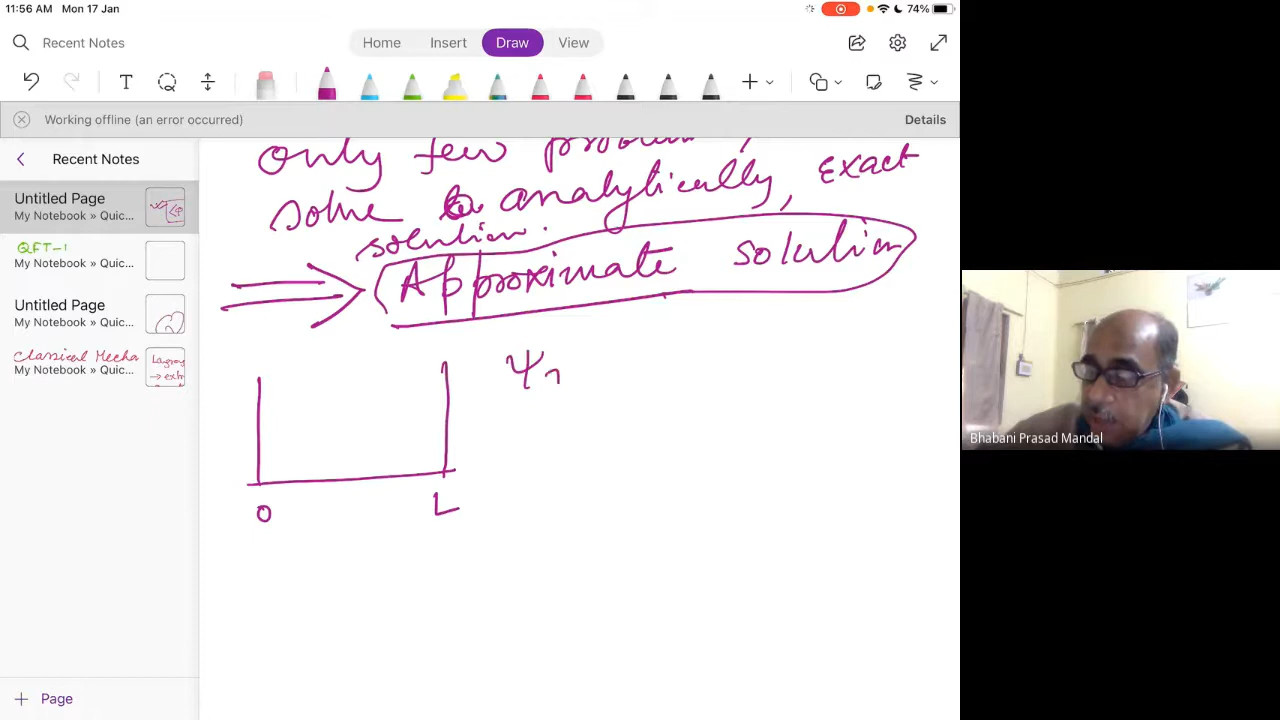 11:56 AM Mon 17 Jan
74%
Recent Notes
Home Insert Draw View
T
Working offline (an error occurred)
Details
Recent Notes
Untitled Page
My Notebook » Quic...
QFT-1
My Notebook » Quic...
Untitled Page
My Notebook » Quic...
Classical Mecha
My Notebook » Quic...
+ Page
only few
solve analytically, exact
solution.
Approximate solution
ψn
O L
Bhabani Prasad Mandal